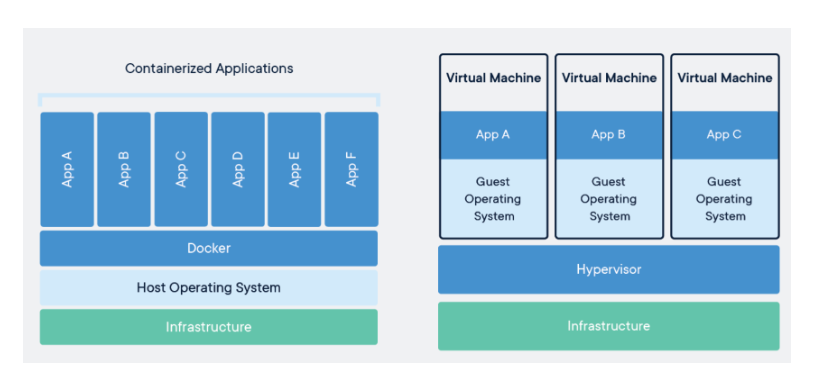 Containerized Applications
App A
App B
App C
App D
App E
App F
Docker
Host Operating System
Infrastructure
Virtual Machine
App A
Guest
Operating
System
Virtual Machine
App B
Guest
Operating
System
Virtual Machine
App C
Guest
Operating
System
Hypervisor
Infrastructure